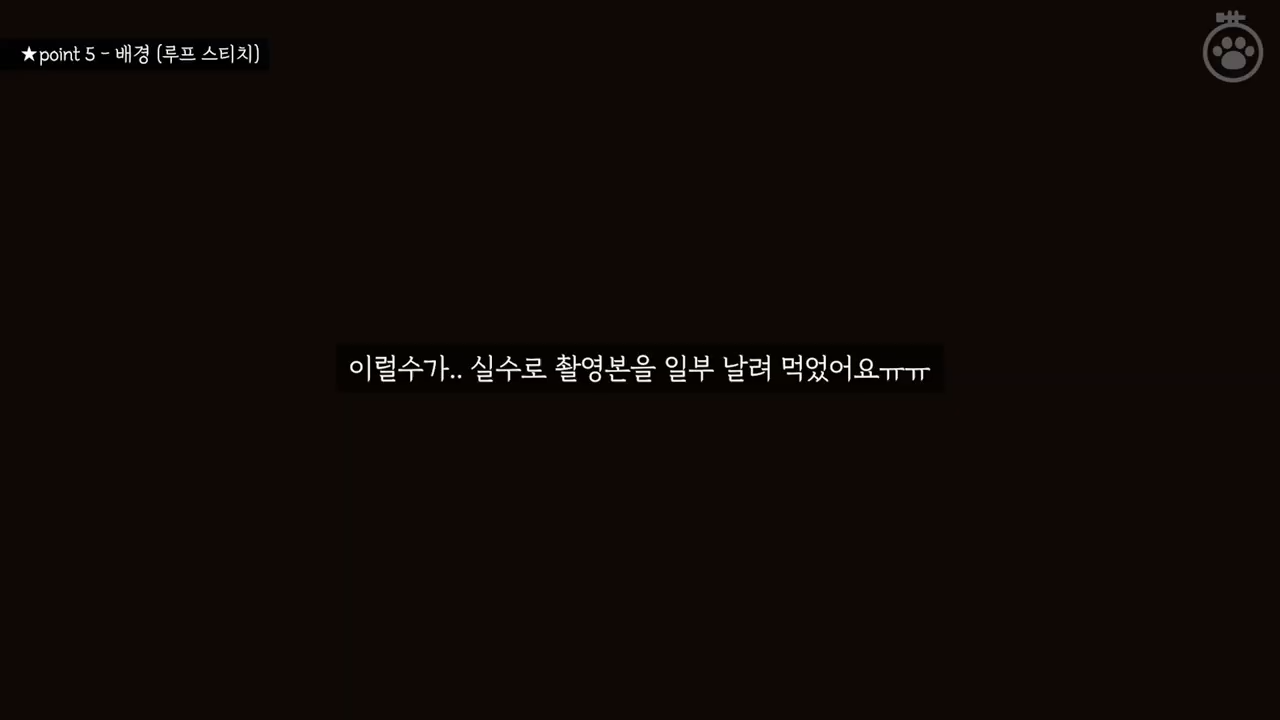 ★point 5 - 배경 (루프 스티치)
이럴수가.. 실수로 촬영본을 일부 날려 먹었어요ㅠㅠ